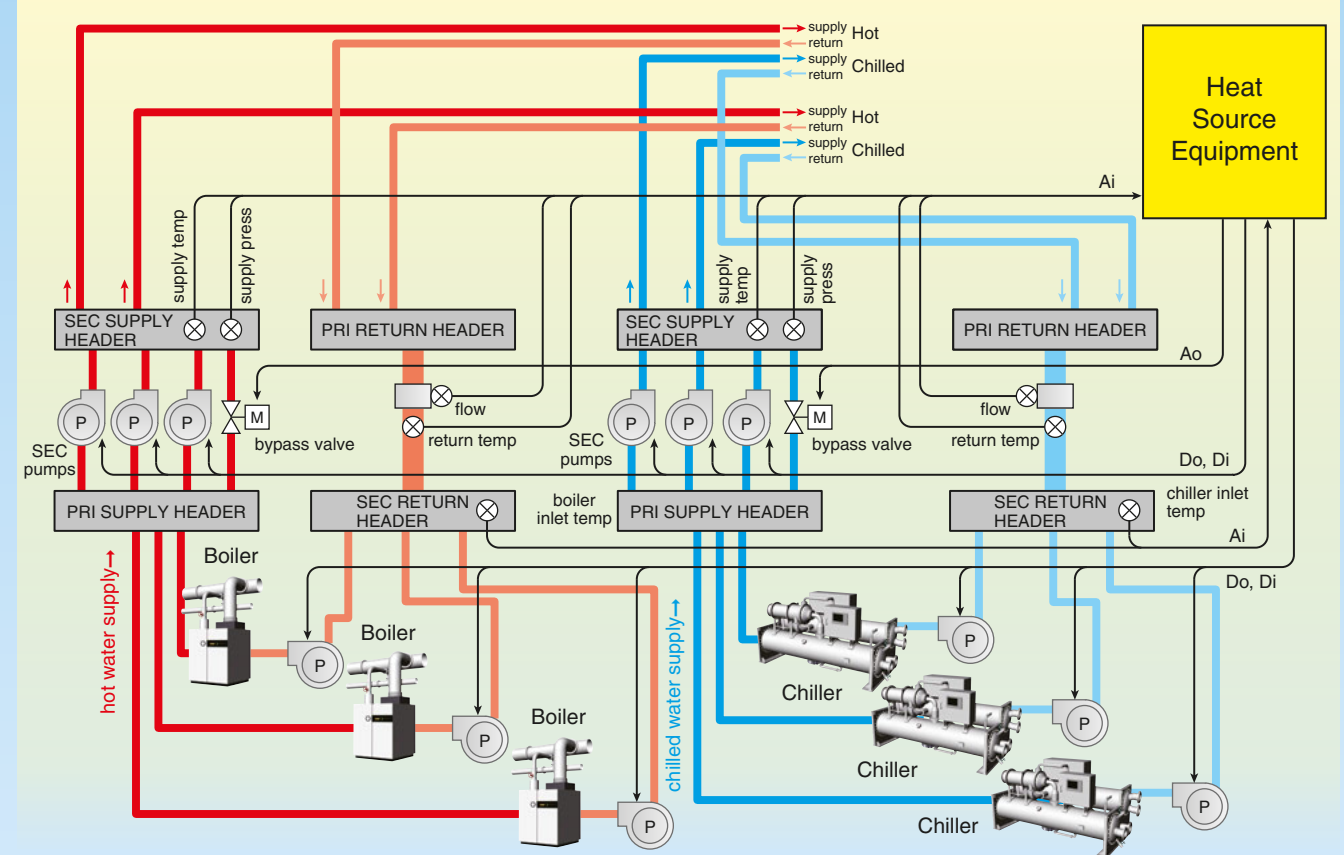 supply
Hot
return
supply
Chilled
return
supply
Hot
return
supply
Chilled
return
Heat
Source
Equipment
Ai
supply temp
supply press
supply
temp
supply
press
SEC SUPPLY
HEADER
PRI RETURN HEADER
SEC SUPPLY
HEADER
PRI RETURN HEADER
Ao
P
P
P
M
flow
P
P
P
M
flow
SEC
pumps
bypass valve
return temp
SEC
pumps
bypass valve
return temp
Do, Di
PRI SUPPLY HEADER
SEC RETURN
HEADER
boiler
inlet temp
PRI SUPPLY HEADER
SEC RETURN
HEADER
chiller inlet
temp
Ai
Do, Di
hot water supply→
Boiler
P
Boiler
P
Boiler
P
chilled water supply→
Chiller
P
Chiller
P
Chiller
P